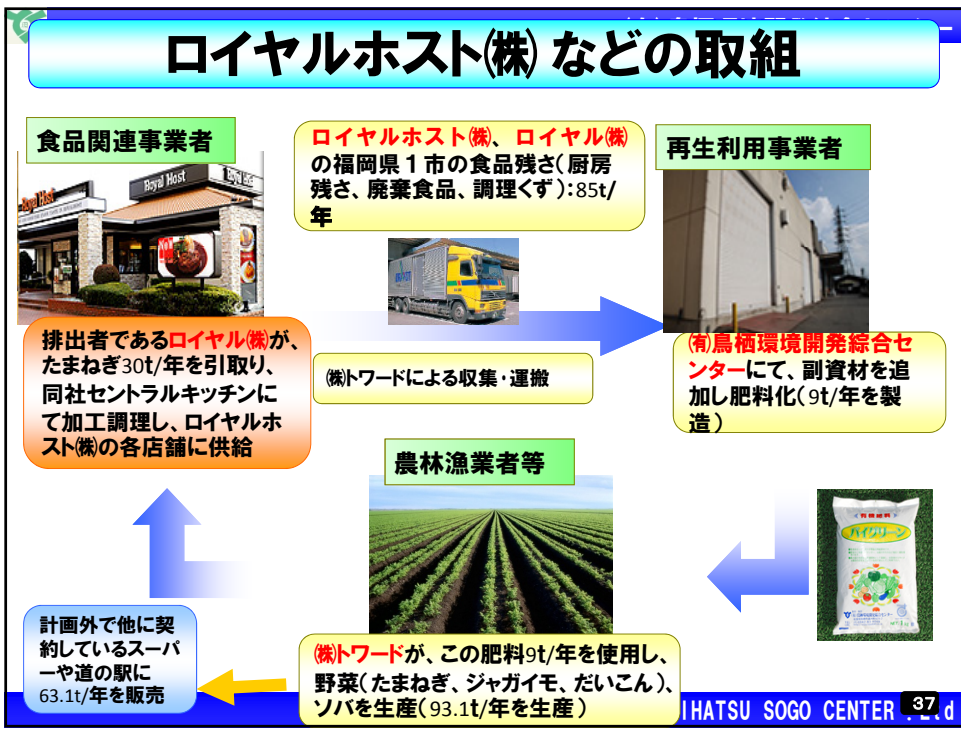 ロイヤルホスト㈱ などの取組
食品関連事業者
Royal Host
Royal Host
ロイヤルホスト㈱、ロイヤル㈱
の福岡県１市の食品残さ(厨房
残さ、廃棄食品、調理くず):85t/
年
再生利用事業者
排出者であるロイヤル㈱が、
たまねぎ30t/年を引取り、
同社セントラルキッチンに
て加工調理し、ロイヤルホ
スト㈱の各店舗に供給
㈱トワードによる収集・運搬
㈲鳥栖環境開発綜合セ
ンターにて、副資材を追
加し肥料化(9t/年を製
造)
農林漁業者等
バイグリーン
計画外で他に契
約しているスーパ
ーや道の駅に
63.1t/年を販売
㈱トワードが、この肥料9t/年を使用し、
野菜(たまねぎ、ジャガイモ、だいこん)、
ソバを生産(93.1t/年を生産)
IHATSU SOGO CENTER
37